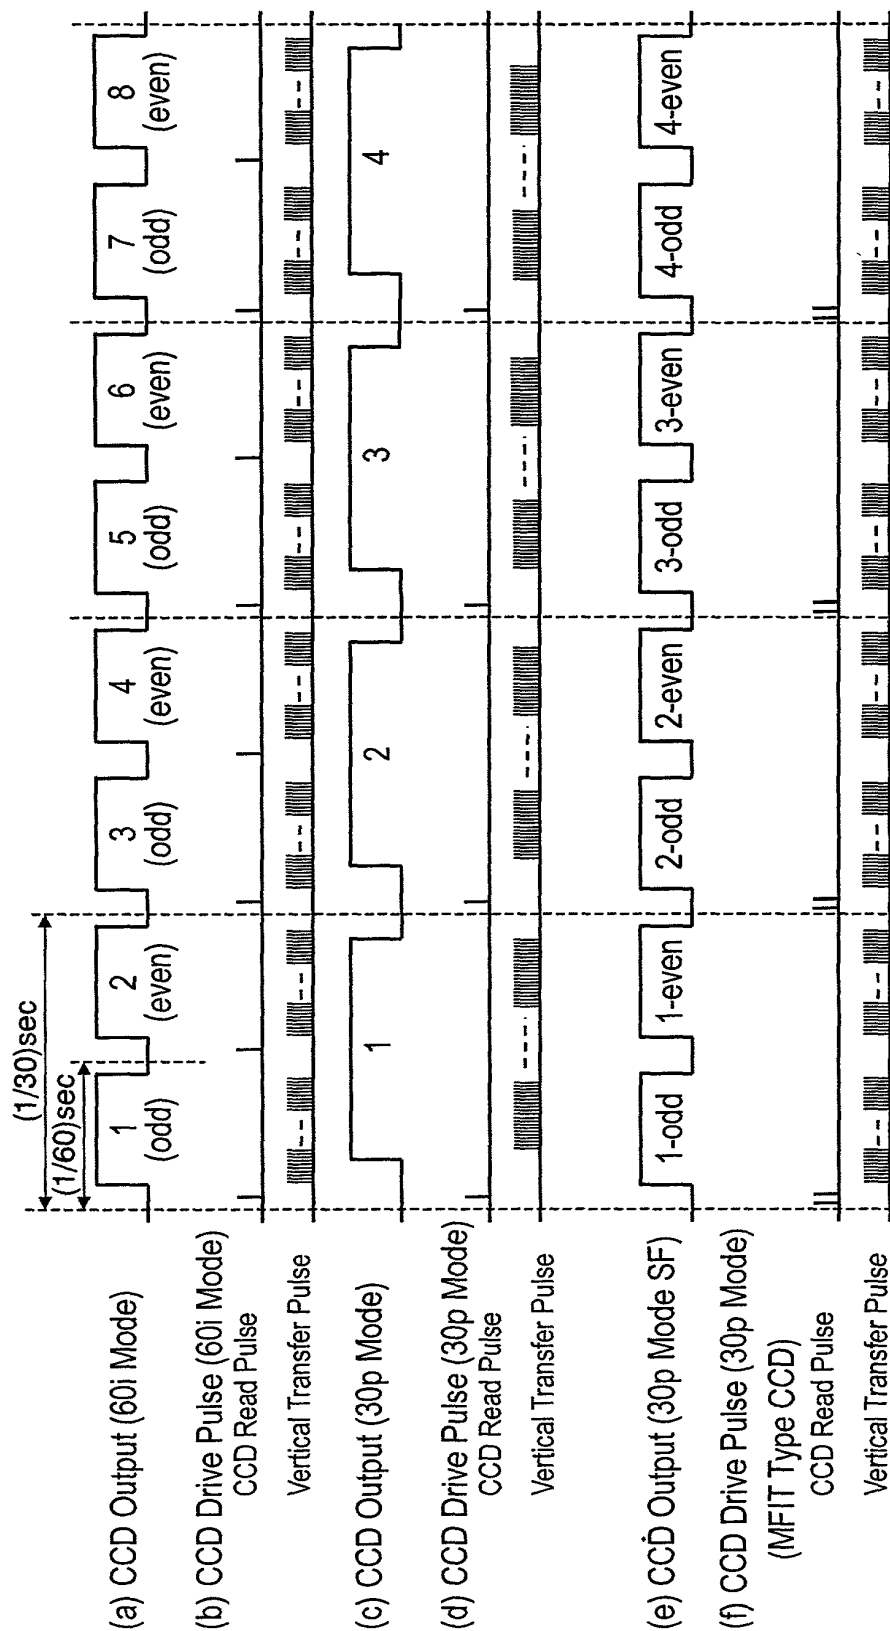 (1/30)sec
(1/60)sec
(a) CCD Output (60i Mode)
1 2 3 4 5 6 7 8
(odd) (even) (odd) (even) (odd) (even) (odd) (even)
(b) CCD Drive Pulse (60i Mode)
CCD Read Pulse
Vertical Transfer Pulse
(c) CCD Output (30p Mode)
1 2 3 4
(d) CCD Drive Pulse (30p Mode)
CCD Read Pulse
Vertical Transfer Pulse
(e) CCD Output (30p Mode SF)
1-odd 1-even 2-odd 2-even 3-odd 3-even 4-odd 4-even
(f) CCD Drive Pulse (30p Mode)
(MFIT Type CCD)
CCD Read Pulse
Vertical Transfer Pulse